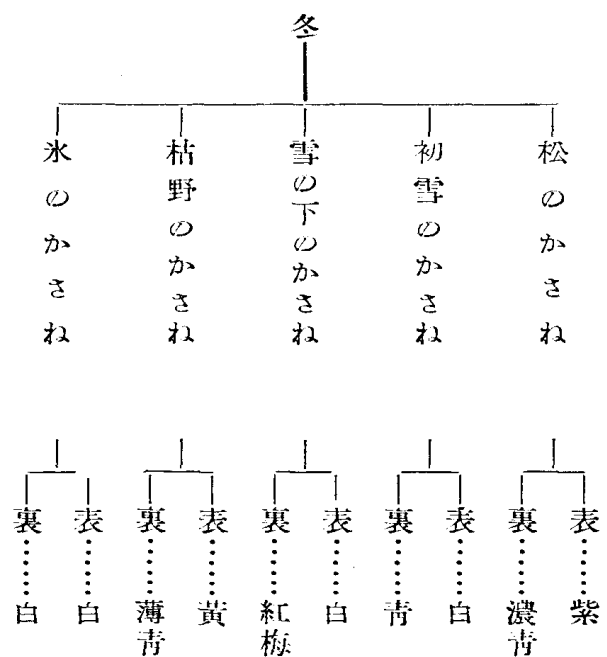 冬
松のかさね
表……紫
裏……濃青
初雪のかさね
表……白
裏……青
雪の下のかさね
表……白
裏……紅梅
枯野のかさね
表……黃
裏……薄青
氷のかさね
表……白
裏……白